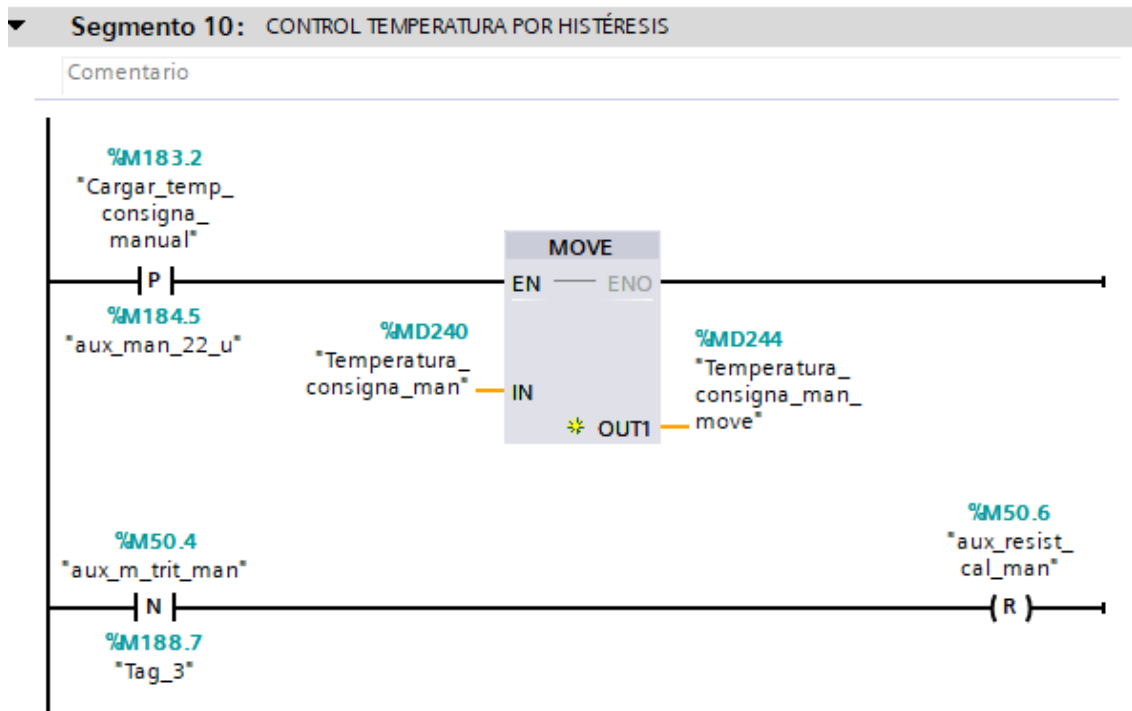 Segmento 10: CONTROL TEMPERATURA POR HISTÉRESIS
Comentario
%M183.2
"Cargar_temp_
consigna_
manual"
P
%M184.5
"aux_man_22_u"
MOVE
EN ENO
%MD240
"Temperatura_
consigna_man"
IN
OUT1
%MD244
"Temperatura_
consigna_man_
move"
%M50.4
"aux_m_trit_man"
N
%M188.7
"Tag_3"
%M50.6
"aux_resist_
cal_man"
R